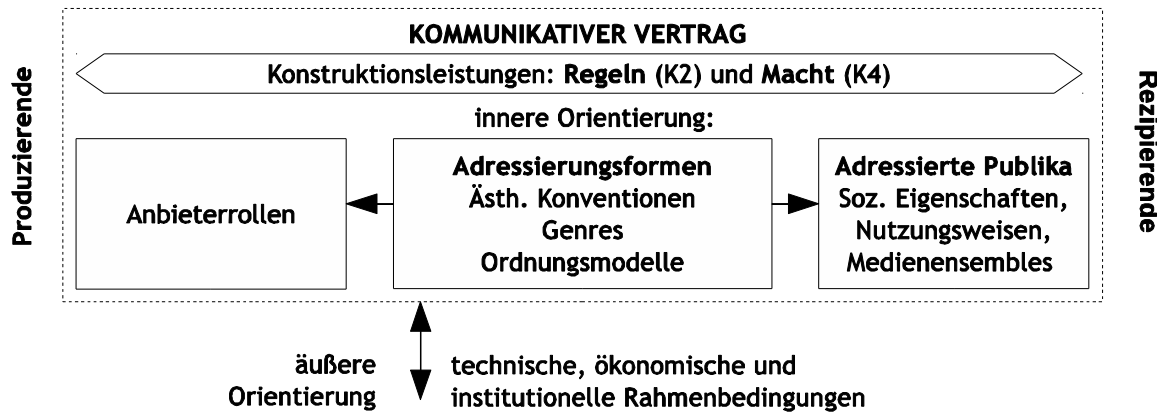 KOMMUNIKATIVER VERTRAG
Konstruktionsleistungen: Regeln (K2) und Macht (K4)
innere Orientierung:
Produzierende
Anbieterrollen
Adressierungsformen
Ästh. Konventionen
Genres
Ordnungsmodelle
Adressierte Publika
Soz. Eigenschaften,
Nutzungsweisen,
Medienensembles
Rezipierende
äußere
Orientierung
technische, ökonomische und
institutionelle Rahmenbedingungen